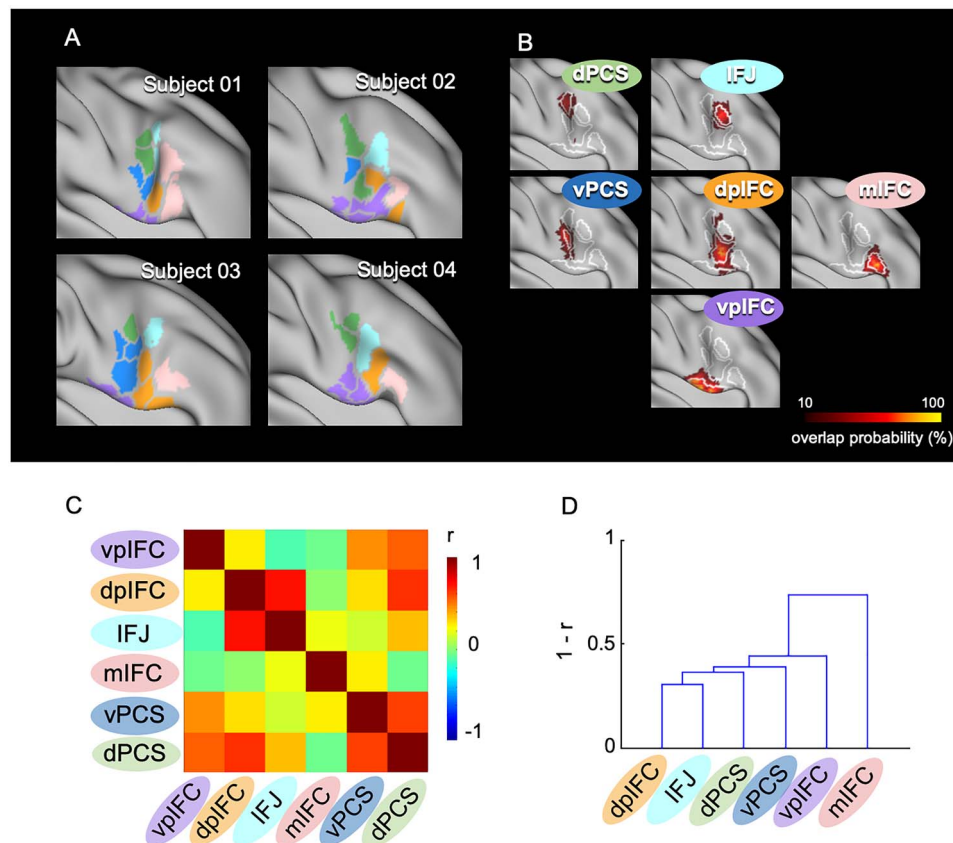 A
B
Subject 01
Subject 02
Subject 03
Subject 04
dPCS
IFJ
vPCS
dpIFC
mIFC
vpIFC
10
100
overlap probability (%)
C
vpIFC
dpIFC
IFJ
mIFC
vPCS
dPCS
r
1
0
-1
vpIFC
dpIFC
IFJ
mIFC
vPCS
dPCS
D
1 - r
1
0.5
0
dpIFC
IFJ
dPCS
vPCS
vpIFC
mIFC